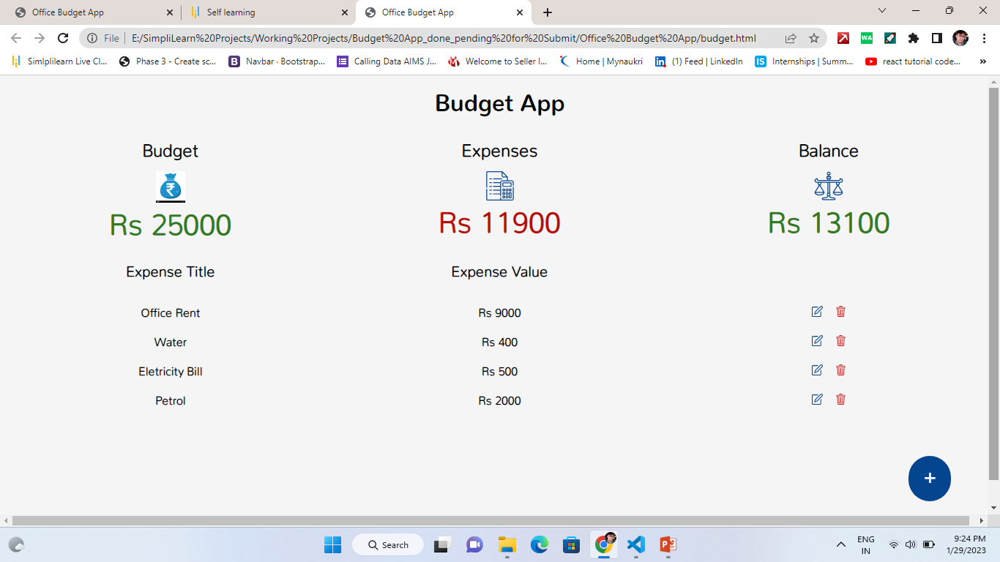 Office Budget App
Self learning
Office Budget App
File
E:/SimpliLearn%20Projects/Working%20Projects/Budget%20App_done_pending%20for%20Submit/Office%20Budget%20App/budget.html
WA
Simlplilearn Live Cl...
Phase 3 - Create sc...
B
Navbar · Bootstrap...
Calling Data AIMS J...
Welcome to Seller I...
Home | Mynaukri
in
(1) Feed | LinkedIn
IS
Internships | Summ...
react tutorial code...
»
Budget App
Budget
Expenses
Balance
₹
Rs 25000
Rs 11900
Rs 13100
Expense Title
Expense Value
Office Rent
Rs 9000
Water
Rs 400
Eletricity Bill
Rs 500
Petrol
Rs 2000
+
Search
ENG
IN
9:24 PM
1/29/2023